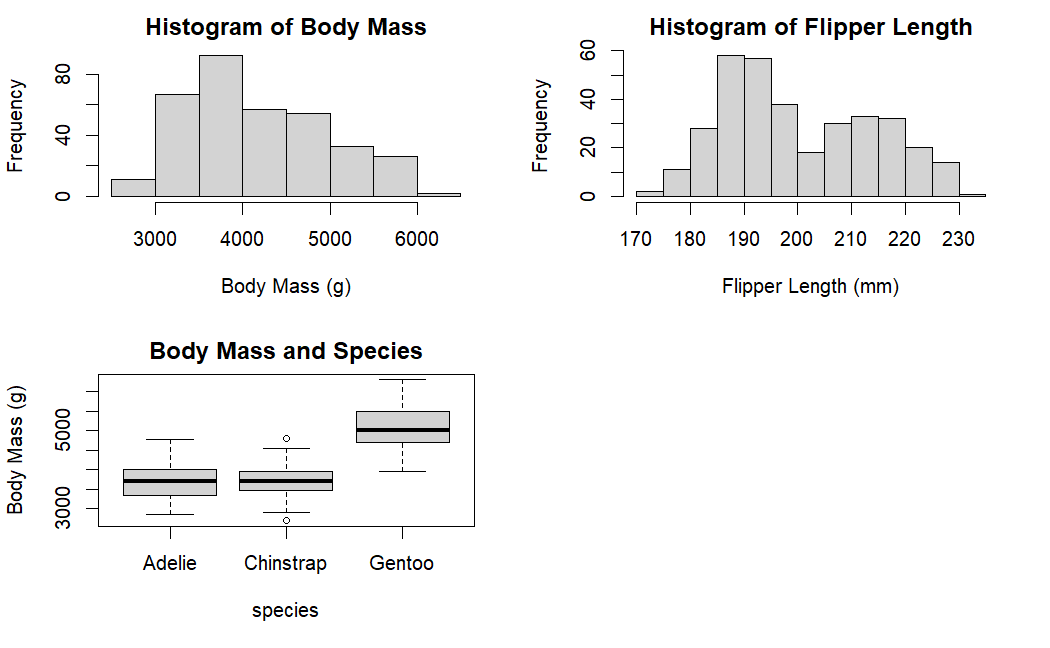 Histogram of Body Mass
Frequency
0 40 80
3000 4000 5000 6000
Body Mass (g)
Histogram of Flipper Length
Frequency
0 20 40 60
170 180 190 200 210 220 230
Flipper Length (mm)
Body Mass and Species
Body Mass (g)
3000 5000
Adelie Chinstrap Gentoo
species